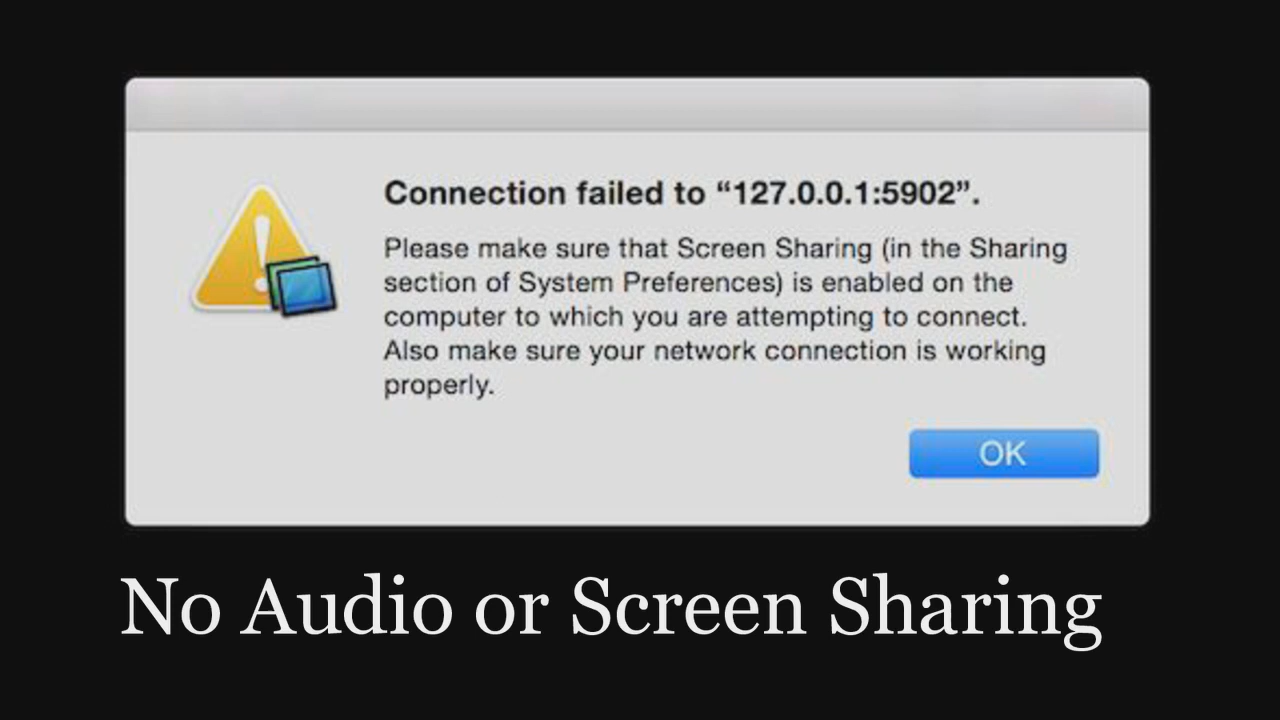 Connection failed to “127.0.0.1:5902”.
Please make sure that Screen Sharing (in the Sharing
section of System Preferences) is enabled on the
computer to which you are attempting to connect.
Also make sure your network connection is working
properly.
OK
No Audio or Screen Sharing